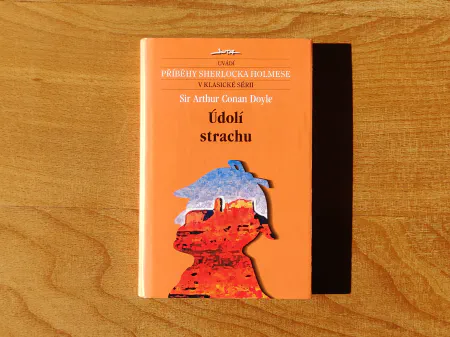 UVÁDÍ
PŘÍBĚHY SHERLOCKA HOLMESE
V KLASICKÉ SÉRII
Sir Arthur Conan Doyle
Údolí
strachu